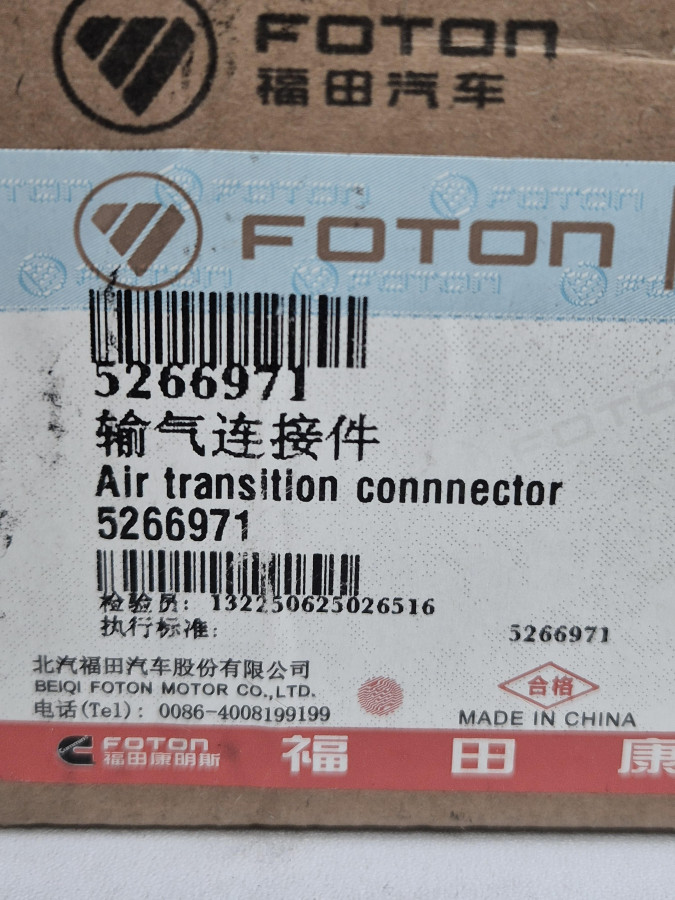 FOTON
福田汽车
FOTON
5266971
输气连接件
Air transition connnector
5266971
检验员: 132250625026516
执行标准:
5266971
北汽福田汽车股份有限公司
BEIQI FOTON MOTOR CO.,LTD.
电话(Tel): 0086-4008199199
合格
MADE IN CHINA
FOTON
福田康明斯
福田康